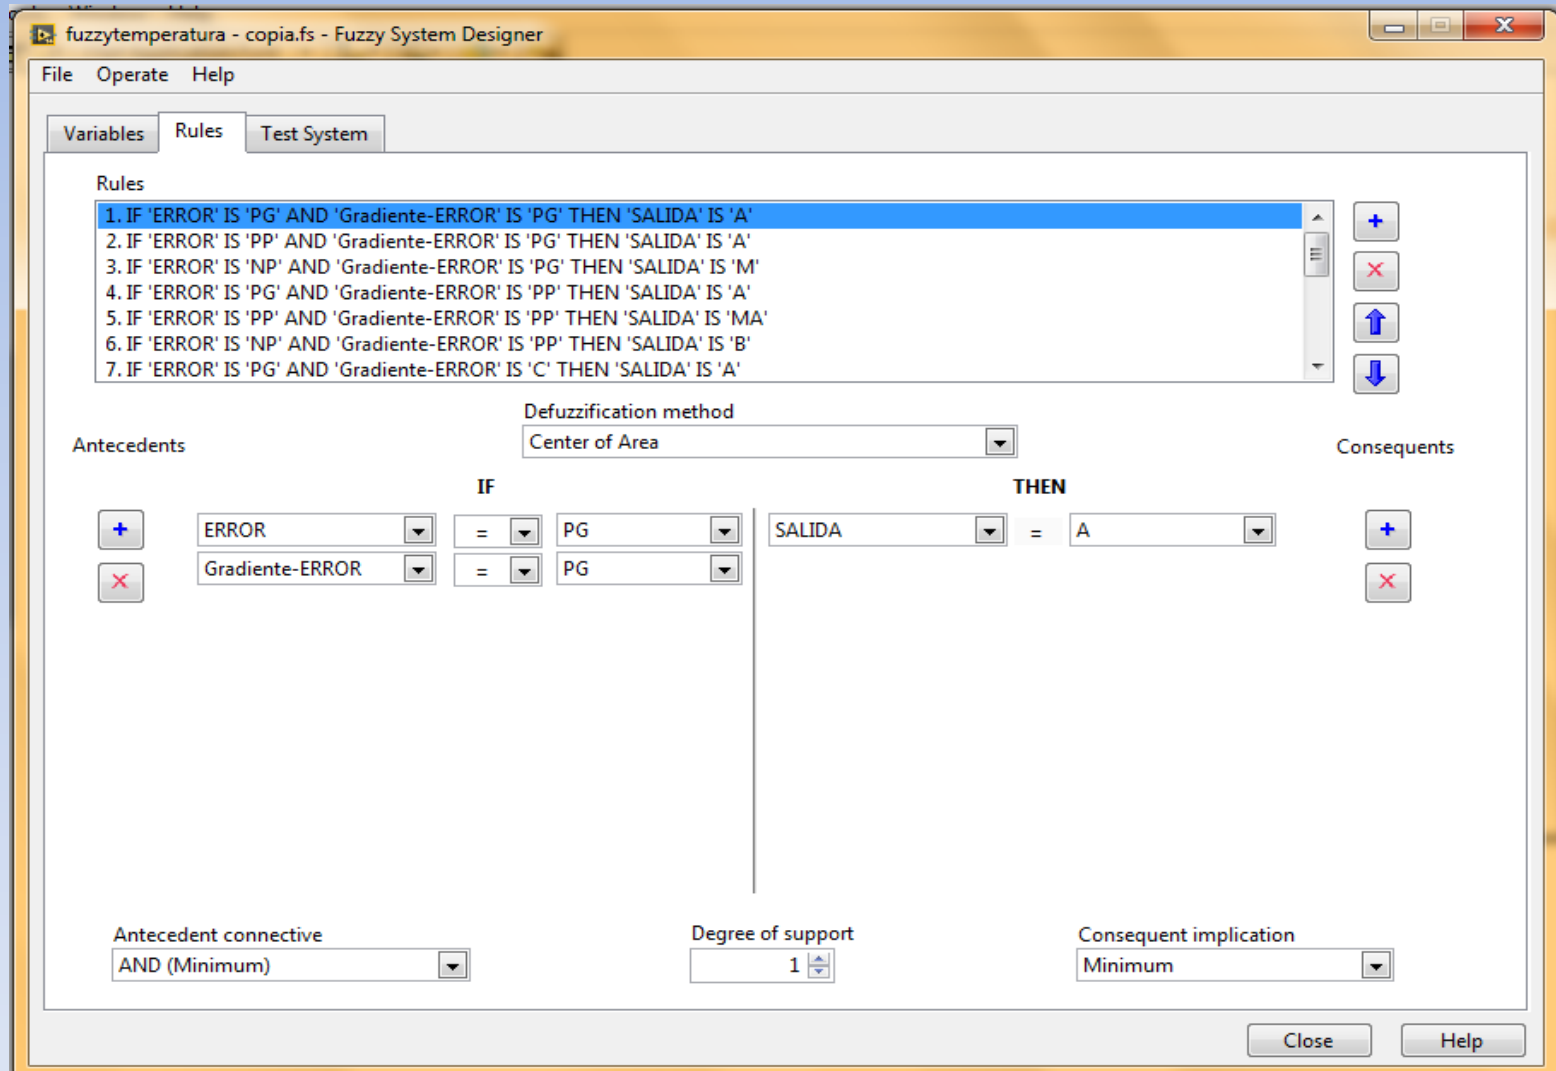 fuzzytemperatura - copia.fs - Fuzzy System Designer
File Operate Help
Variables Rules Test System
Rules
1. IF 'ERROR' IS 'PG' AND 'Gradiente-ERROR' IS 'PG' THEN 'SALIDA' IS 'A'
2. IF 'ERROR' IS 'PP' AND 'Gradiente-ERROR' IS 'PG' THEN 'SALIDA' IS 'A'
3. IF 'ERROR' IS 'NP' AND 'Gradiente-ERROR' IS 'PG' THEN 'SALIDA' IS 'M'
4. IF 'ERROR' IS 'PG' AND 'Gradiente-ERROR' IS 'PP' THEN 'SALIDA' IS 'A'
5. IF 'ERROR' IS 'PP' AND 'Gradiente-ERROR' IS 'PP' THEN 'SALIDA' IS 'MA'
6. IF 'ERROR' IS 'NP' AND 'Gradiente-ERROR' IS 'PP' THEN 'SALIDA' IS 'B'
7. IF 'ERROR' IS 'PG' AND 'Gradiente-ERROR' IS 'C' THEN 'SALIDA' IS 'A'
Defuzzification method
Center of Area
Antecedents
Consequents
IF THEN
ERROR = PG SALIDA = A
Gradiente-ERROR = PG
Antecedent connective Degree of support Consequent implication
AND (Minimum) 1 Minimum
Close Help